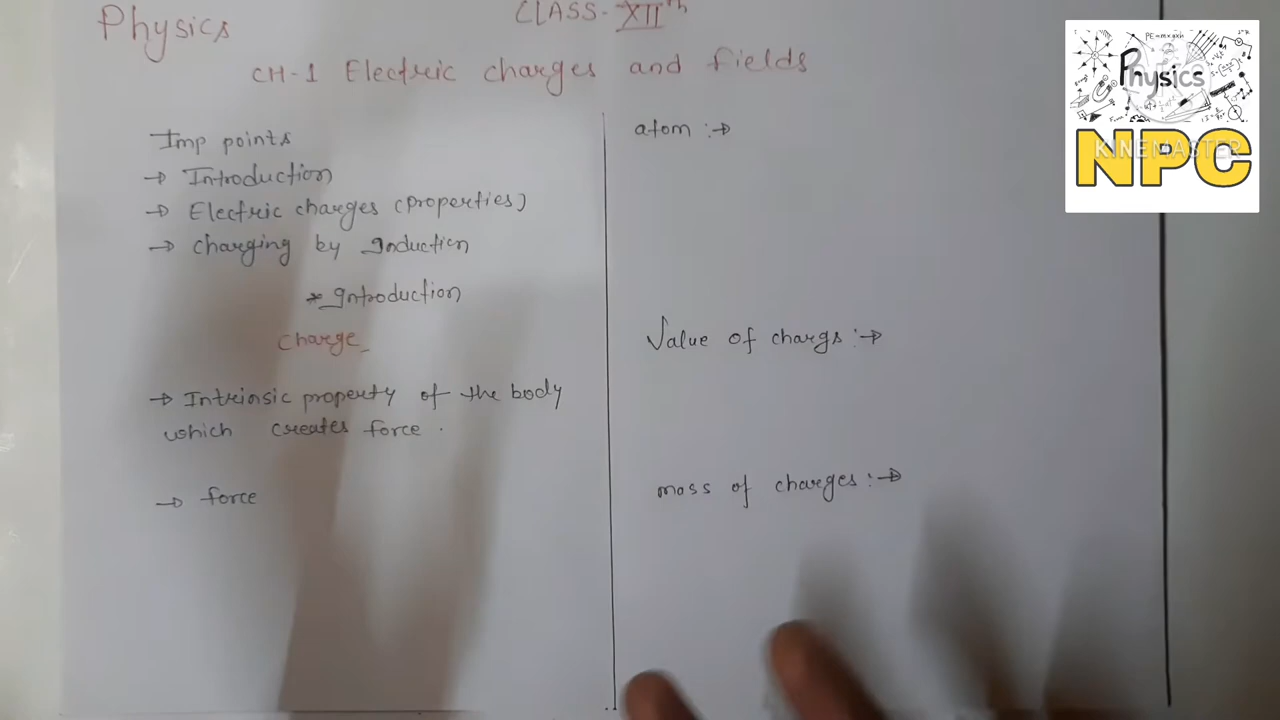 Physics
CLASS-XIIth
CH-1 Electric charges and fields
Imp points
→ Introduction
→ Electric charges (properties)
→ charging by Induction
* Introduction
charge
→ Intrinsic property of the body
which creates force.
→ force
atom :→
Value of chargs :→
mass of charges :→
Physics
NPC
KINEMASTER